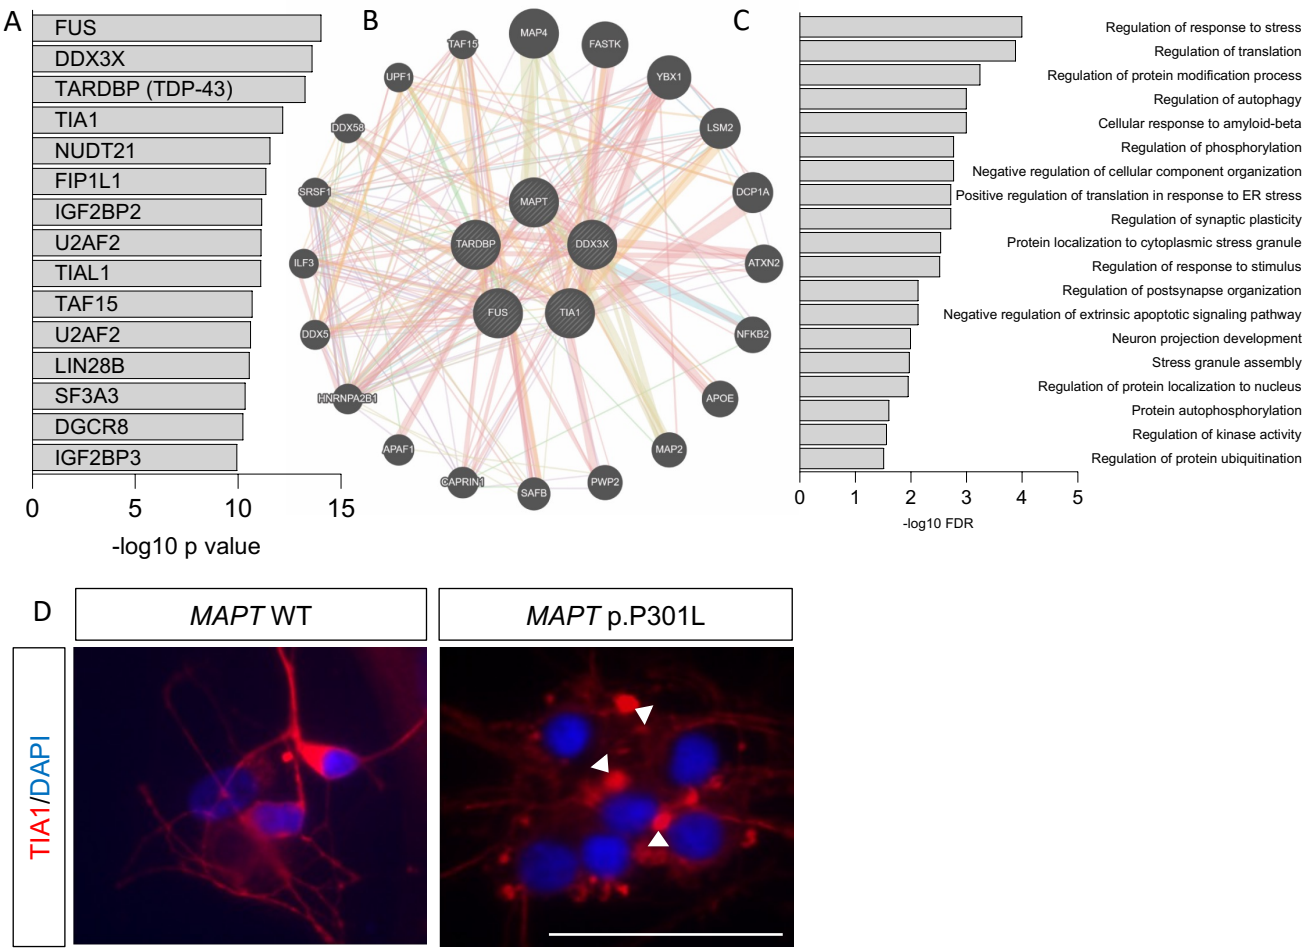 A
FUS
DDX3X
TARDBP (TDP-43)
TIA1
NUDT21
FIP1L1
IGF2BP2
U2AF2
TIAL1
TAF15
U2AF2
LIN28B
SF3A3
DGCR8
IGF2BP3
0 5 10 15
-log10 p value
B
MAP4
FASTK
YBX1
LSM2
DCP1A
ATXN2
NFKB2
APOE
MAP2
PWP2
SAFB
CAPRIN1
APAF1
HNRNPA2B1
DDX5
ILF3
SRSF1
DDX58
UPF1
TAF15
MAPT
DDX3X
TIA1
FUS
TARDBP
C
Regulation of response to stress
Regulation of translation
Regulation of protein modification process
Regulation of autophagy
Cellular response to amyloid-beta
Regulation of phosphorylation
Negative regulation of cellular component organization
Positive regulation of translation in response to ER stress
Regulation of synaptic plasticity
Protein localization to cytoplasmic stress granule
Regulation of response to stimulus
Regulation of postsynapse organization
Negative regulation of extrinsic apoptotic signaling pathway
Neuron projection development
Stress granule assembly
Regulation of protein localization to nucleus
Protein autophosphorylation
Regulation of kinase activity
Regulation of protein ubiquitination
0 1 2 3 4 5
-log10 FDR
D
MAPT WT
MAPT p.P301L
TIA1/DAPI